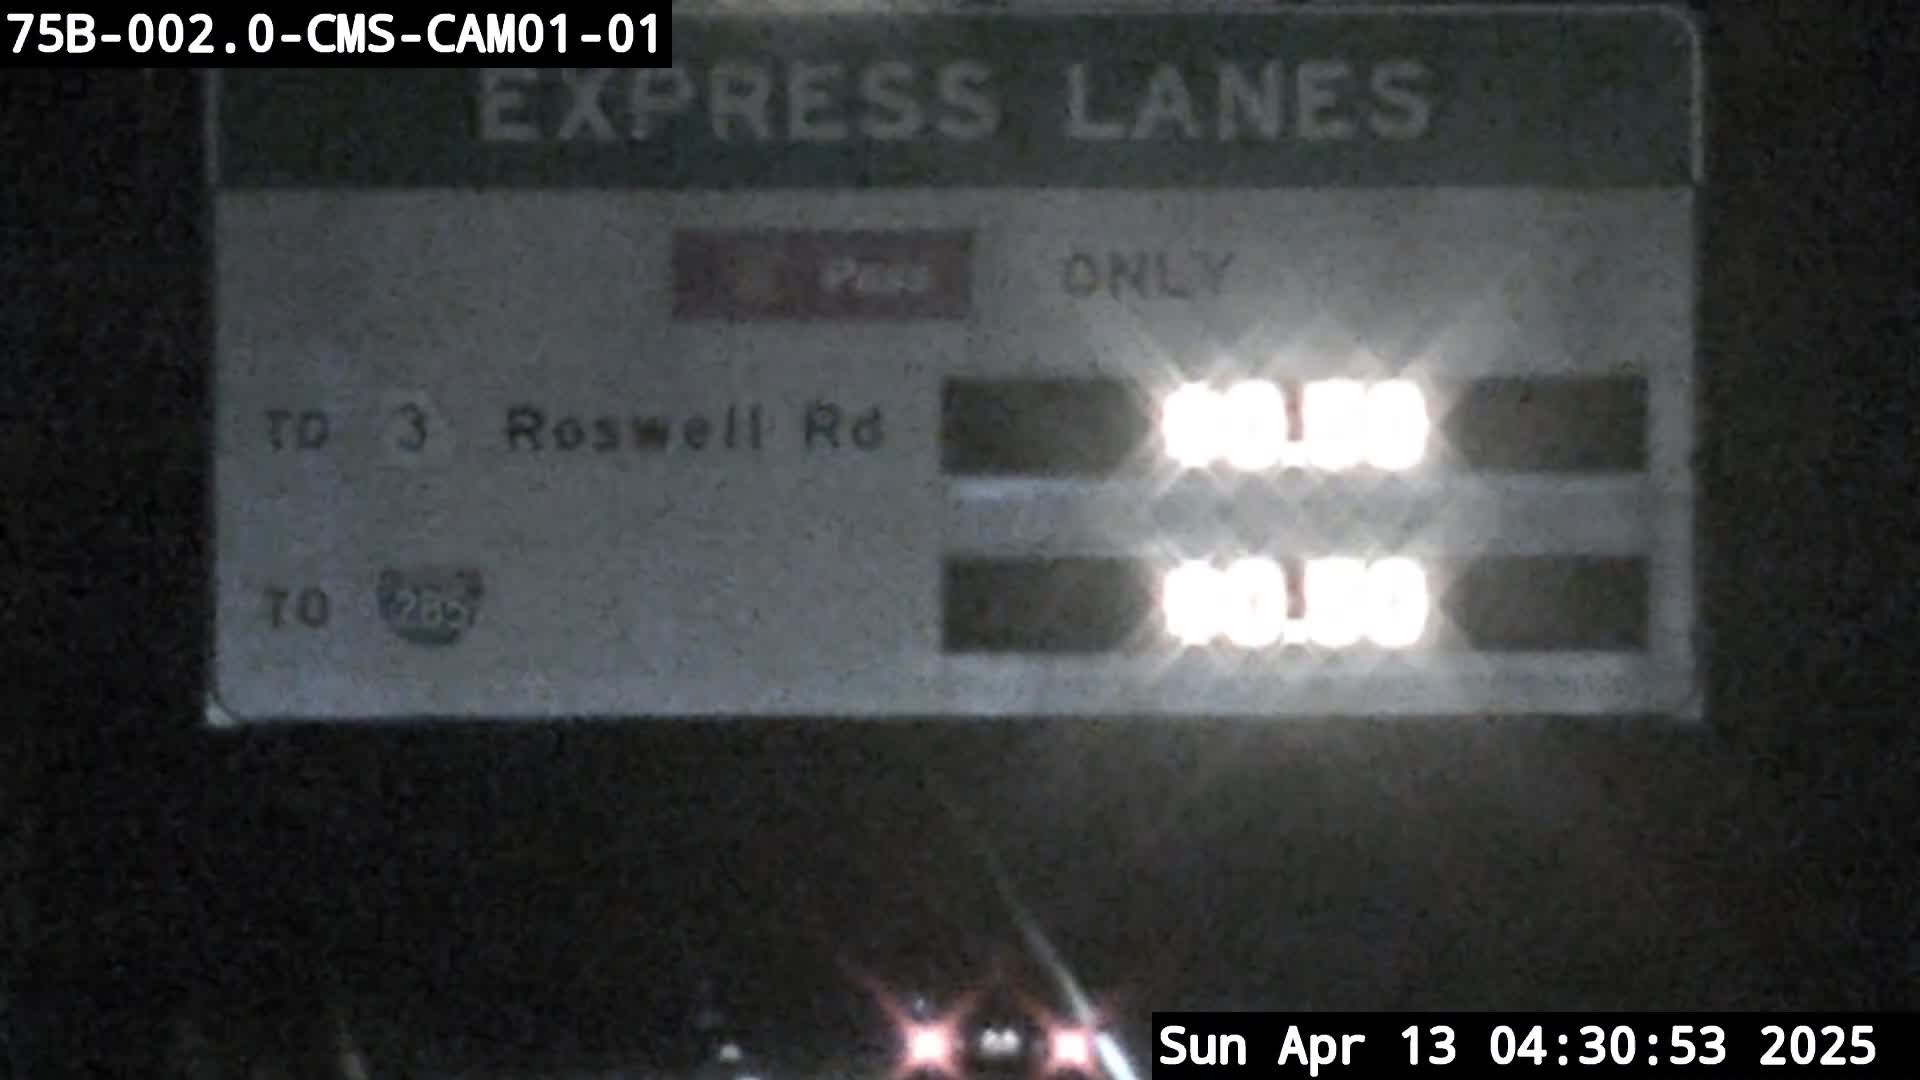 75B-002.0-CMS-CAM01-01
EXPRESS LANES
Pass ONLY
TO 3 Roswell Rd
TO 285
Sun Apr 13 04:30:53 2025